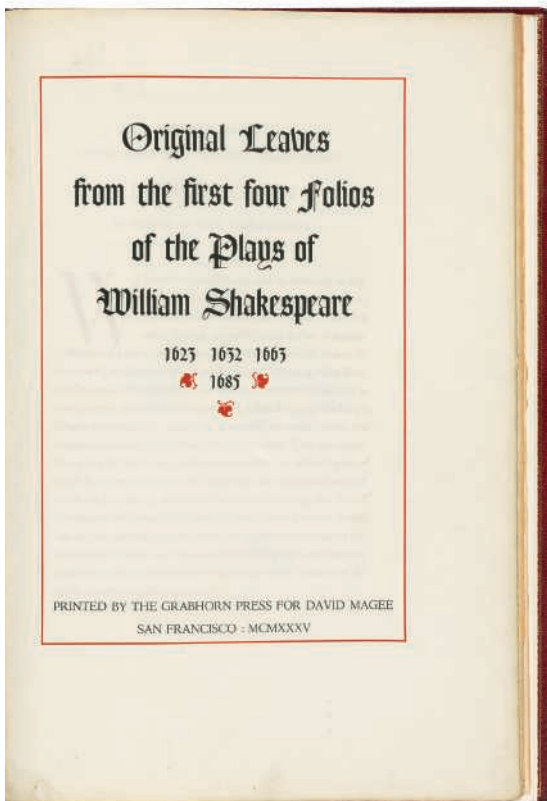 Original Leaves
from the first four Folios
of the Plays of
William Shakespeare
1623 1632 1663
1685
PRINTED BY THE GRABHORN PRESS FOR DAVID MAGEE
SAN FRANCISCO : MCMXXXV